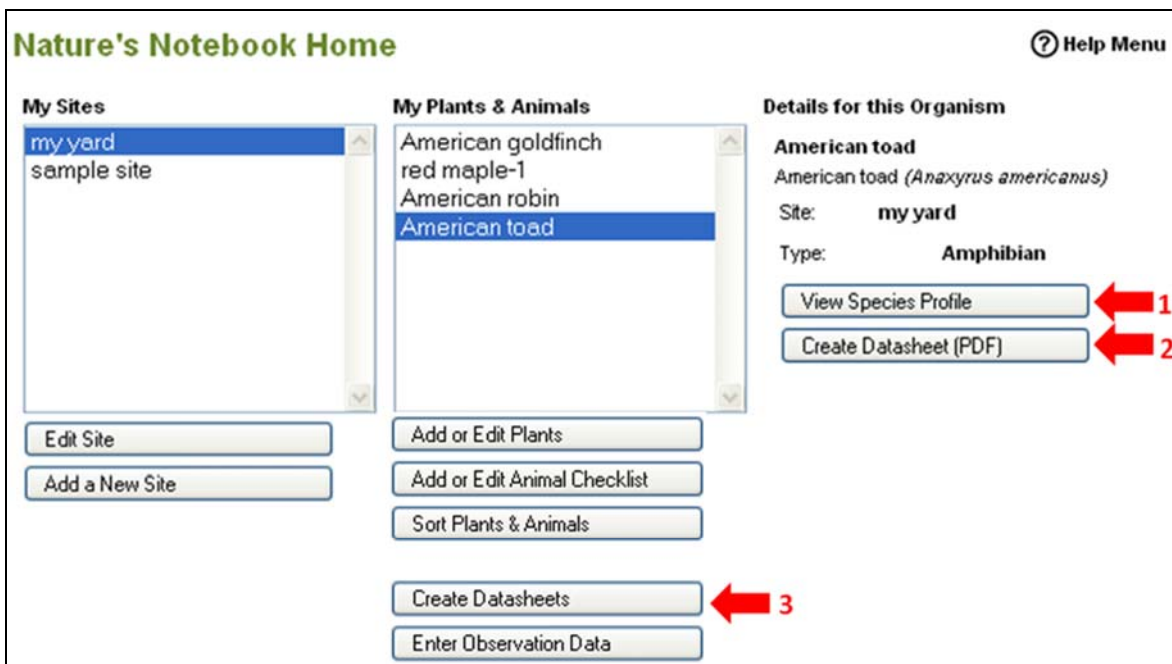 Nature's Notebook Home
? Help Menu
My Sites
my yard
sample site
Edit Site
Add a New Site
My Plants & Animals
American goldfinch
red maple-1
American robin
American toad
Add or Edit Plants
Add or Edit Animal Checklist
Sort Plants & Animals
Create Datasheets
3
Enter Observation Data
Details for this Organism
American toad
American toad (Anaxyrus americanus)
Site: my yard
Type: Amphibian
View Species Profile
1
Create Datasheet (PDF)
2